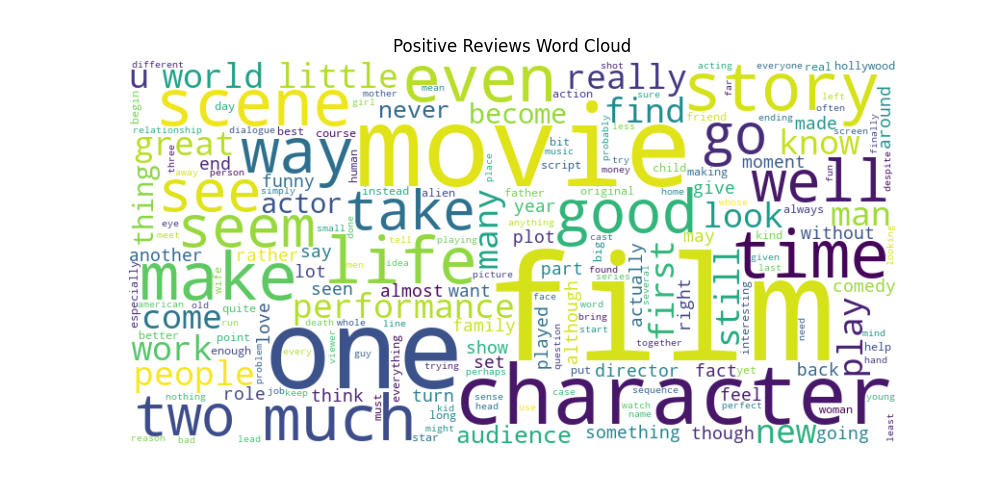 Positive Reviews Word Cloud
different
u world little even really shot acting everyone real hollywood
mother mean sure far left
begin scene day girl action find friend ending often story
never become made around
relationship dialogue best course movie bit music probably less go know screen finally
great way
thing three end human script try money child making moment well fun despite
away person place
see funny simply instead alien father original home give whose always
actor take many year good look kind man
seem small done anything may without
eye meet tell playing plot cast big actually first still time looking
another rather say men idea picture part series found several right given last
especially make wife lot life seen almost want film although interesting comedy
american old performance face word bring together need
come quite love death whole line family played question start play mind
run viewer
work better point enough problem every guy show set perhaps help
people trying everything put director fact yet back hand
one character
nothing role job keep think must turn sense head case sequence feel young
two much kid long use watch name perfect woman
might star audience something though new going least
reason bad lead